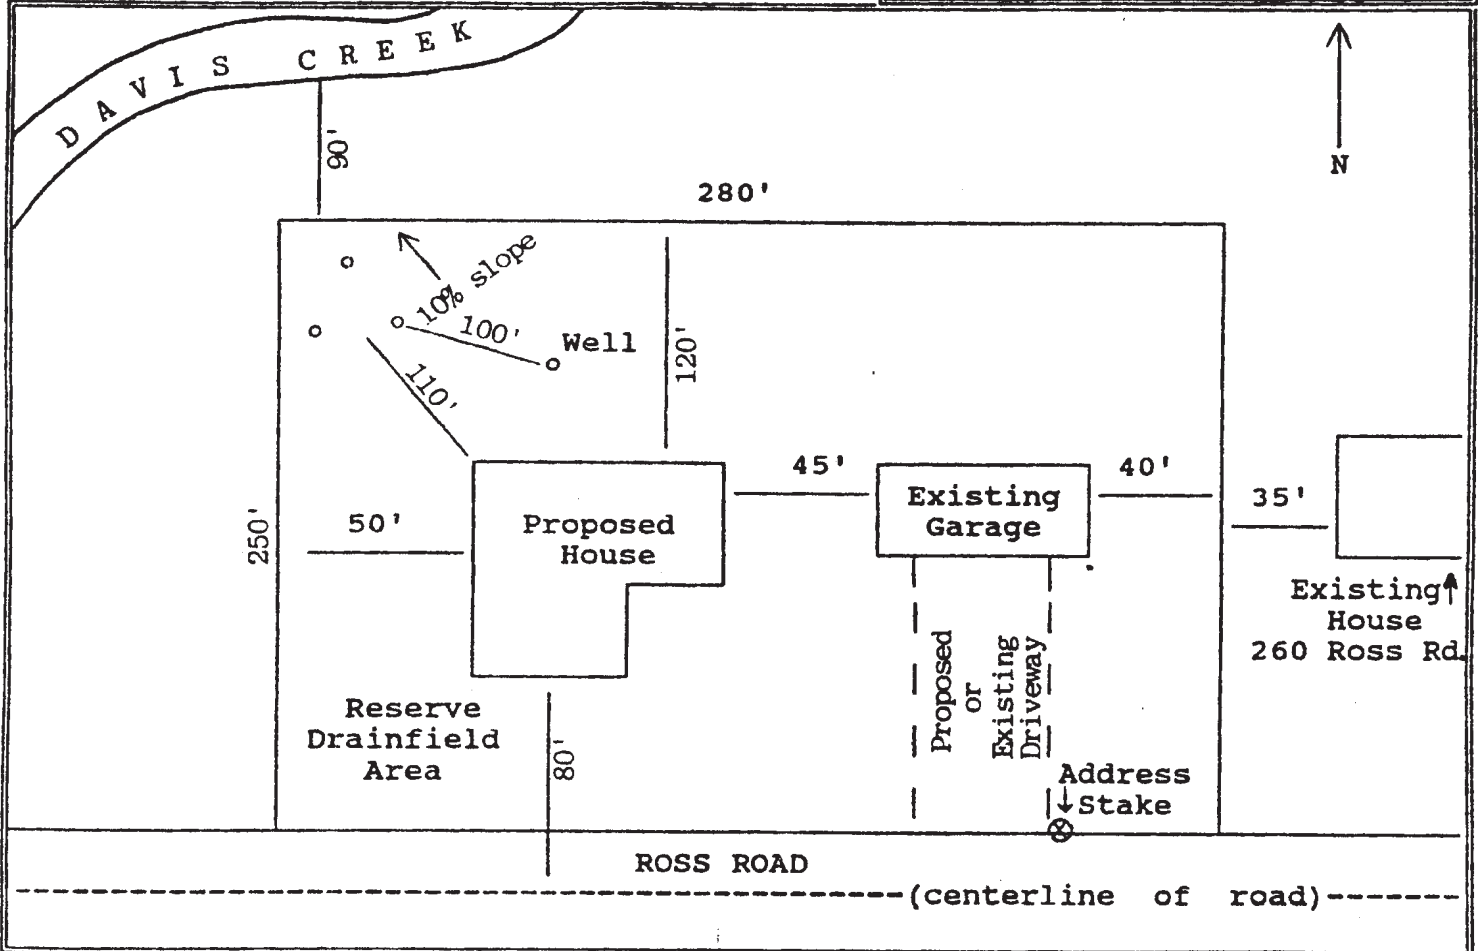 DAVIS CREEK
90'
N
280'
10% slope
100'
Well
110'
120'
45'
40'
35'
50'
250'
Proposed
House
Existing
Garage
Existing
House
260 Ross Rd.
Proposed
or
Existing
Driveway
Reserve
Drainfield
Area
80'
Address
Stake
ROSS ROAD
(centerline of road)